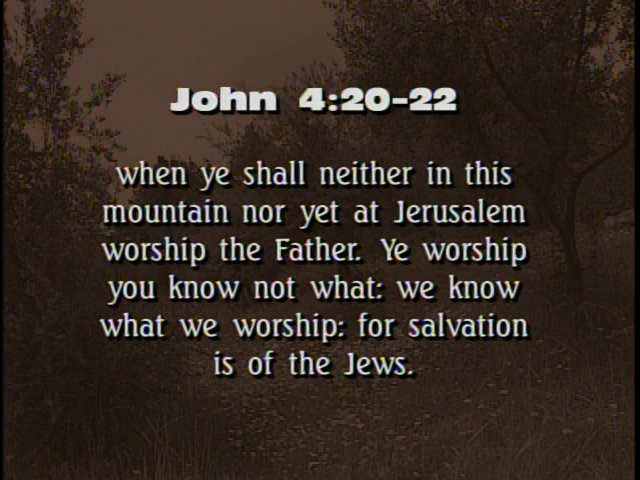 John 4:20-22
when ye shall neither in this
mountain nor yet at Jerusalem
worship the Father. Ye worship
you know not what: we know
what we worship: for salvation
is of the Jews.